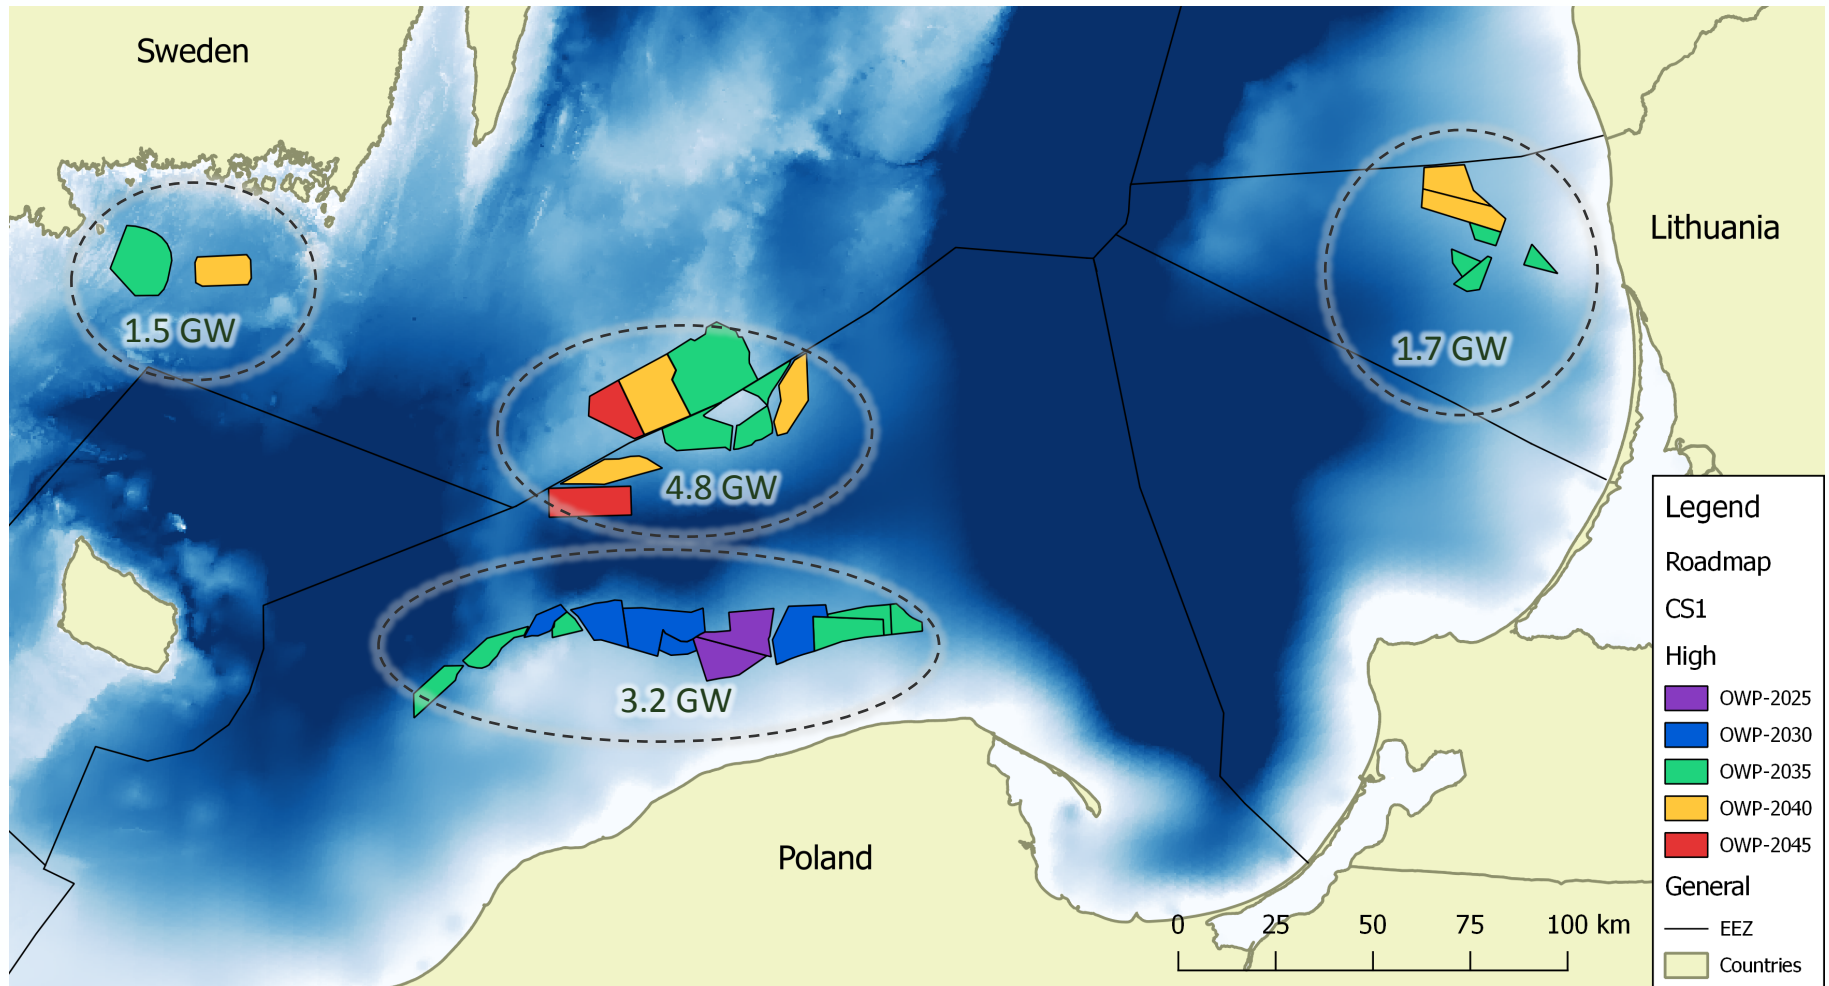 Sweden
Lithuania
1.5 GW
1.7 GW
4.8 GW
3.2 GW
Poland
0 25 50 75 100 km
Legend
Roadmap
CS1
High
OWP-2025
OWP-2030
OWP-2035
OWP-2040
OWP-2045
General
EEZ
Countries